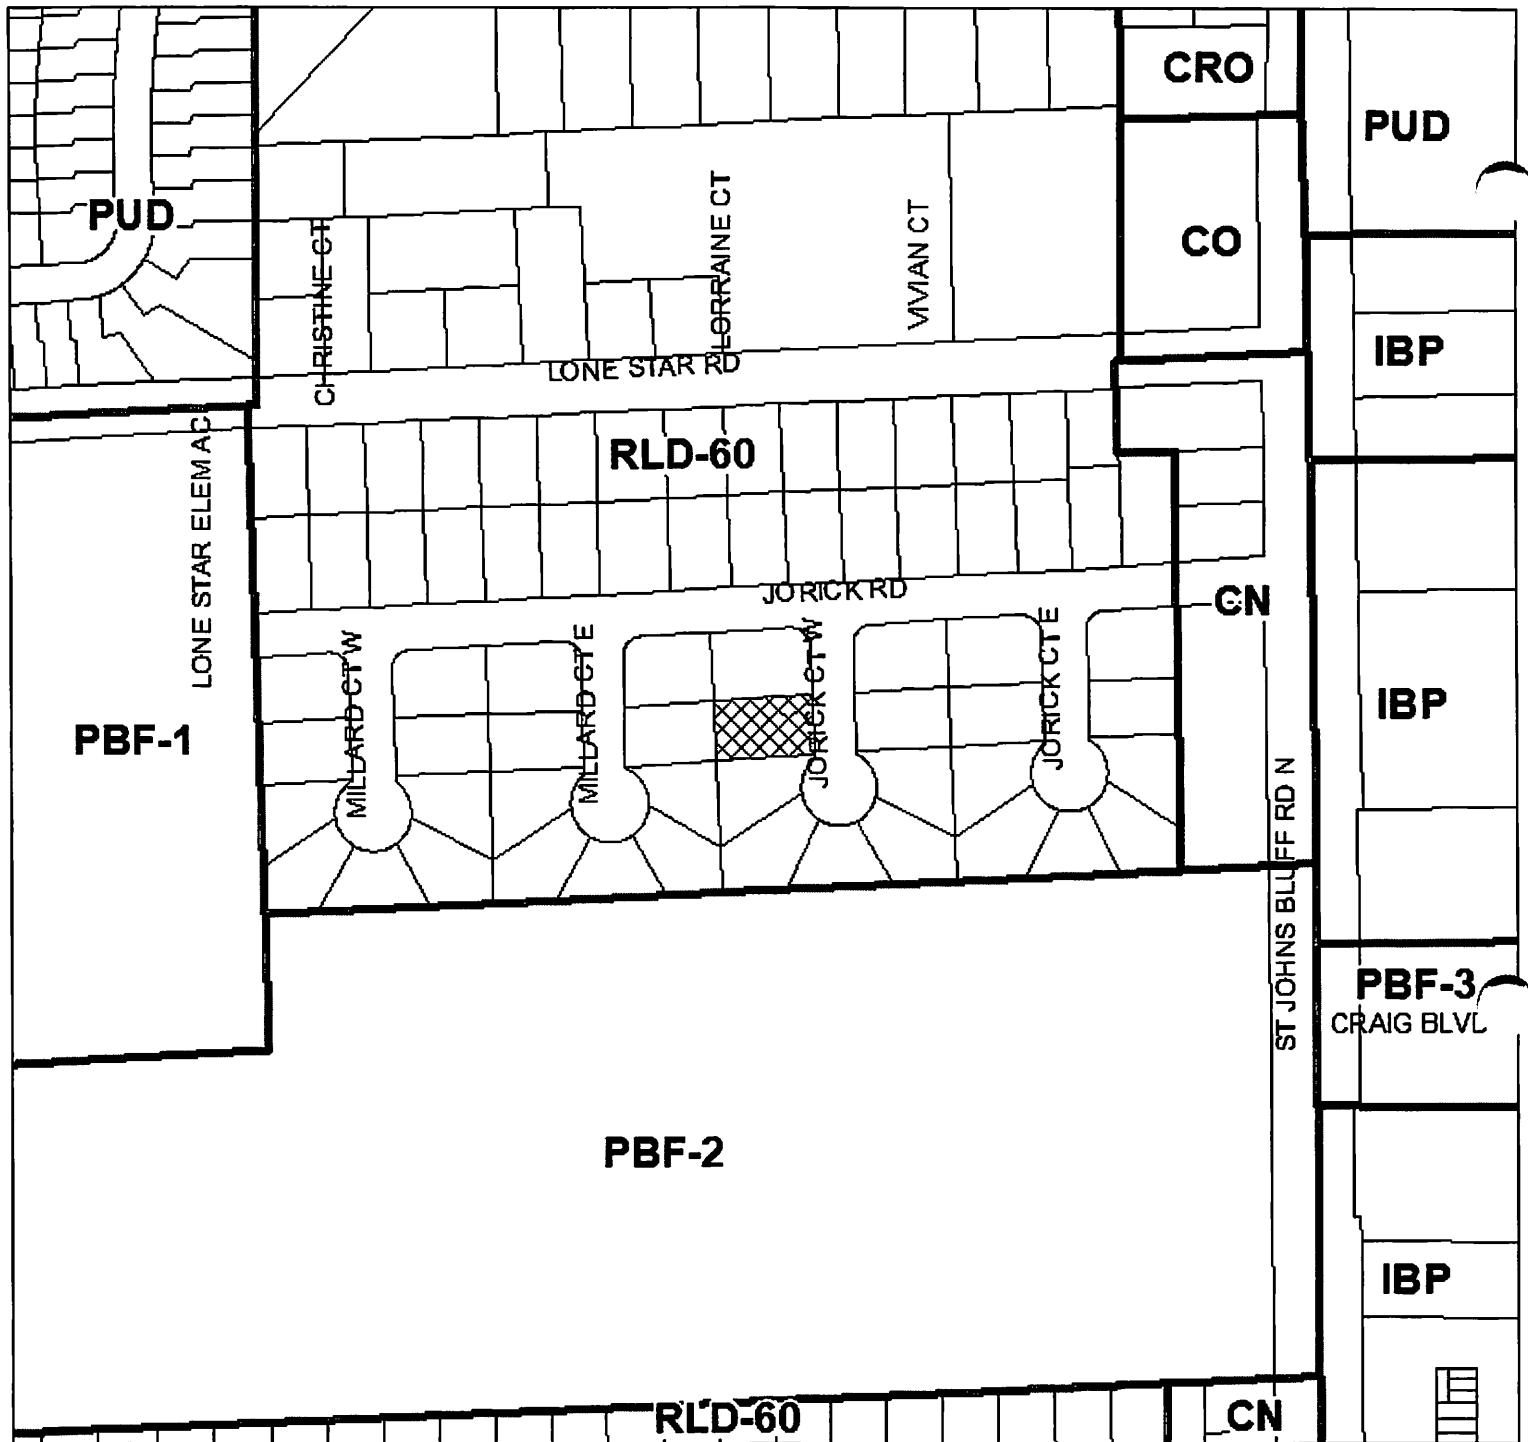 CRO
PUD
PUD
CO
CHRISTINE CT
LORRAINE CT
VIVIAN CT
IBP
LONE STAR RD
LONE STAR ELEM AC
RLD-60
JORICK RD
CN
MILLARD CT W
MILLARD CT E
JORICK CT W
JORICK CT E
PBF-1
IBP
ST JOHNS BLUFF RD N
PBF-3
CRAIG BLVD
PBF-2
IBP
RLD-60
CN